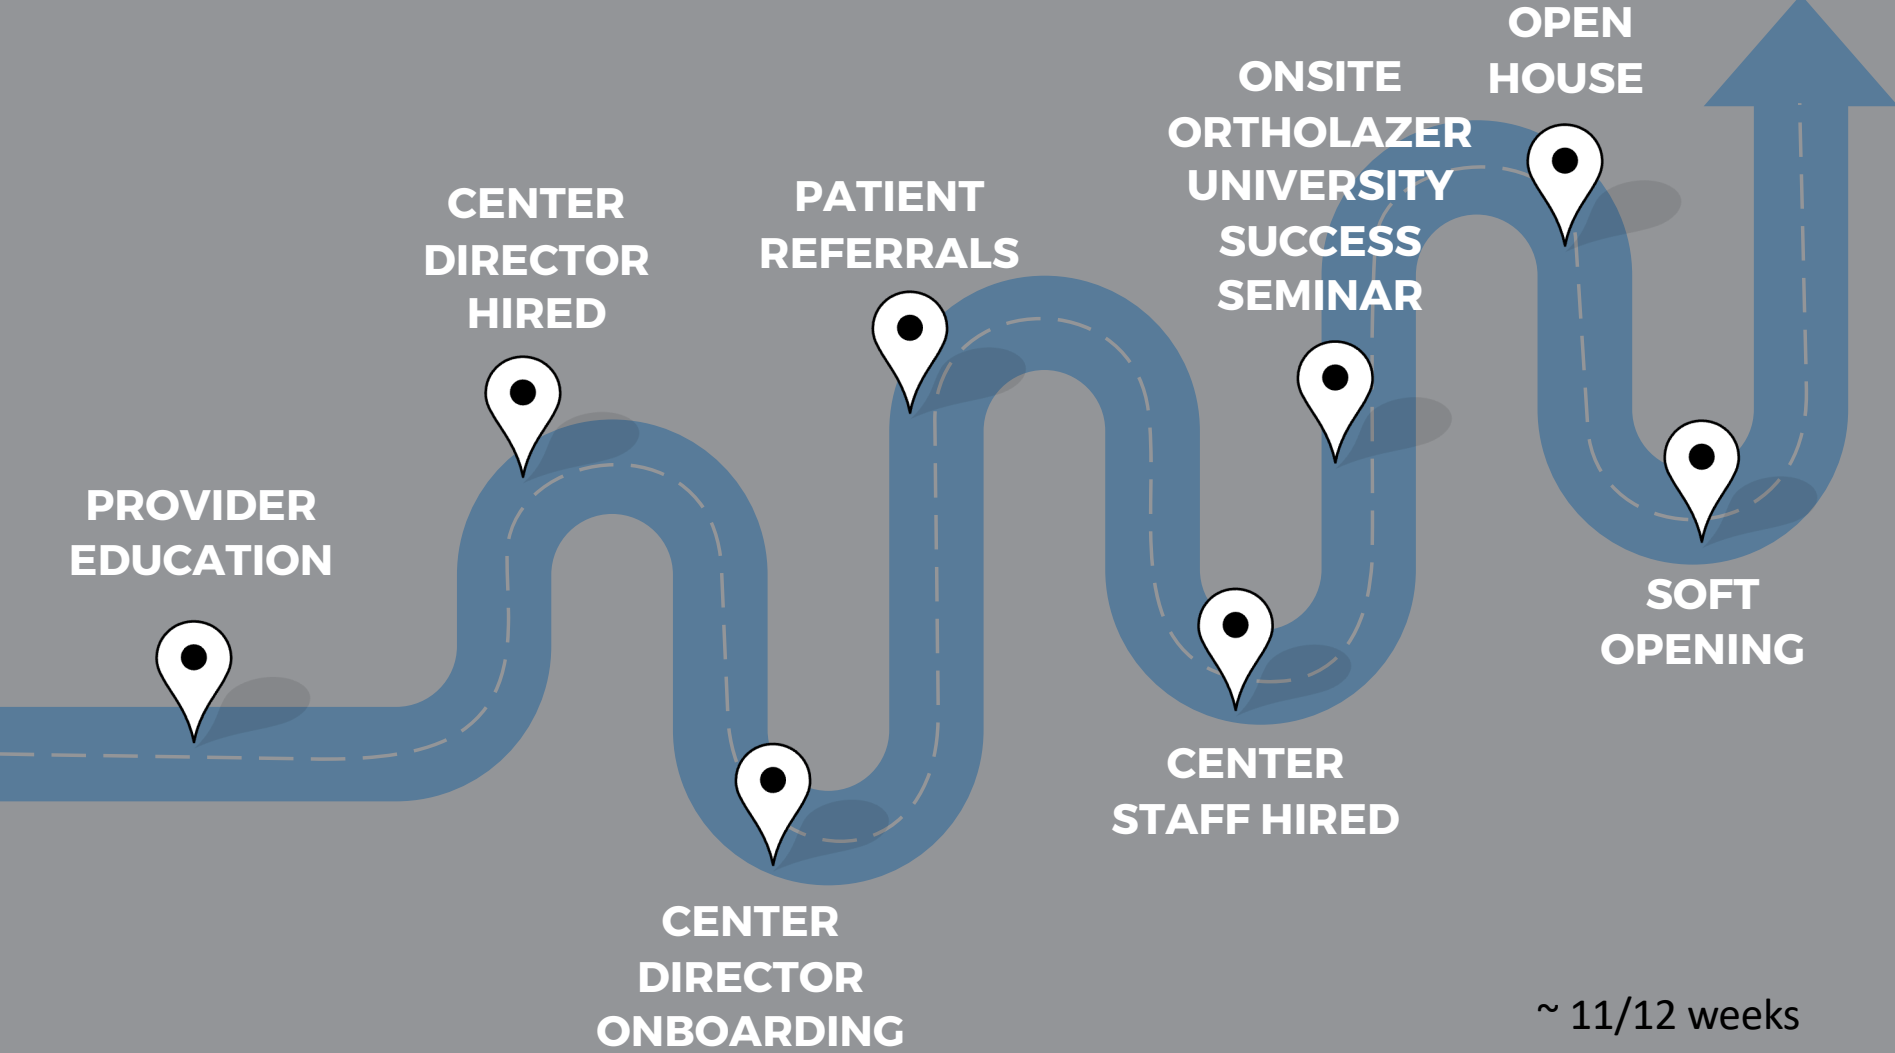 PROVIDER
EDUCATION
CENTER
DIRECTOR
HIRED
CENTER
DIRECTOR
ONBOARDING
PATIENT
REFERRALS
CENTER
STAFF HIRED
ONSITE
ORTHOLAZER
UNIVERSITY
SUCCESS
SEMINAR
OPEN
HOUSE
SOFT
OPENING
~ 11/12 weeks